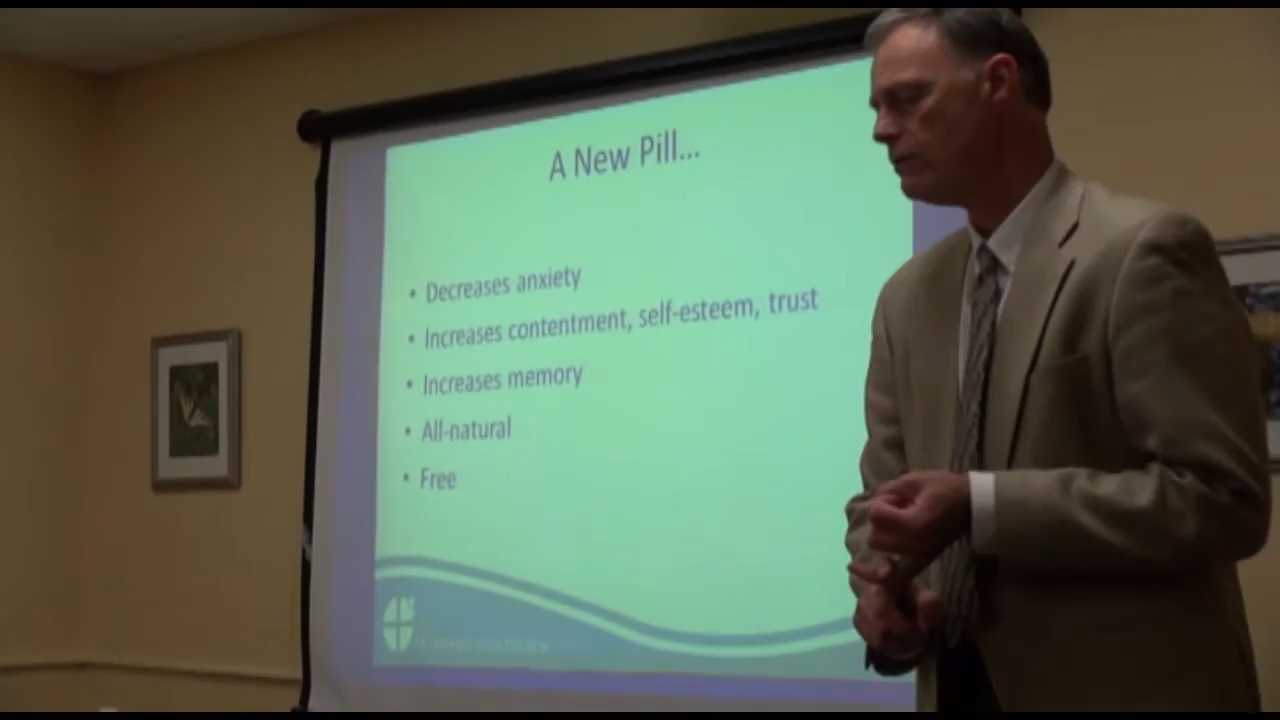 A New Pill...
• Decreases anxiety
• Increases contentment, self-esteem, trust
• Increases memory
• All-natural
• Free